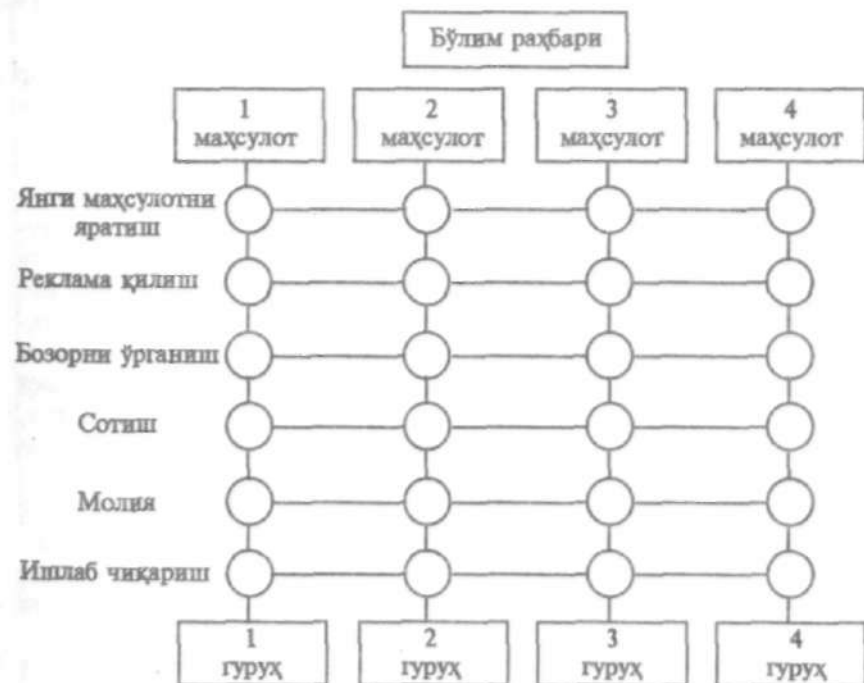 Бўлим раҳбари
1 2 3 4
маҳсулот маҳсулот маҳсулот маҳсулот
Янги маҳсулотни
яратиш
Реклама қилиш
Бозорни ўрганиш
Сотиш
Молия
Ишлаб чиқариш
1 2 3 4
гуруҳ гуруҳ гуруҳ гуруҳ